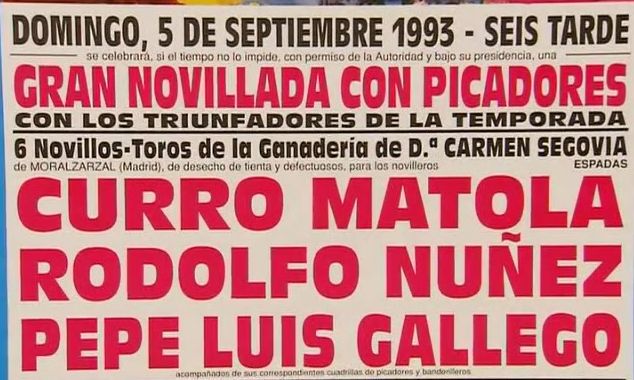 DOMINGO, 5 DE SEPTIEMBRE 1993 - SEIS TARDE
se celebrará, si el tiempo no lo impide, con permiso de la Autoridad y bajo su presidencia, una
GRAN NOVILLADA CON PICADORES
CON LOS TRIUNFADORES DE LA TEMPORADA
6 Novillos-Toros de la Ganadería de D.ª CARMEN SEGOVIA
de MORALZARZAL (Madrid), de desecho de tienta y defectuosos, para los novilleros ESPADAS
CURRO MATOLA
RODOLFO NUÑEZ
PEPE LUIS GALLEGO
acompañados de sus correspondientes cuadrillas de picadores y banderilleros